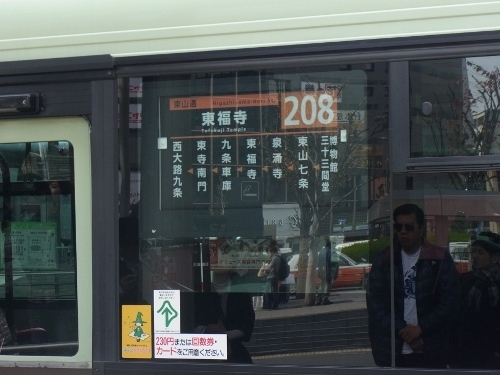 東山通
208
東福寺
Tofukuji Temple
博物館
三十三間堂
東山七条
泉涌寺
東福寺
九条車庫
東寺南門
西大路九条
230円または回数券・
カードをご用意ください。